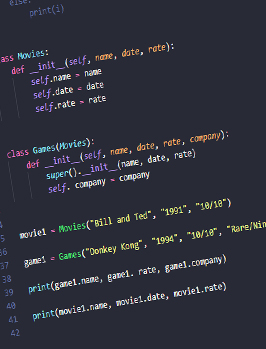 else:
print(i)
class Movies:
def __init__(self, name, date, rate):
self.name = name
self.date = date
self.rate = rate
class Games(Movies):
def __init__(self, name, date, rate, company):
super().__init__(name, date, rate)
self. company = company
movie1 = Movies("Bill and Ted", "1991", "10/10")
game1 = Games("Donkey Kong", "1994", "10/10", "Rare/Nin
print(game1.name, game1. rate, game1.company)
print(movie1.name, movie1.date, movie1.rate)
35
36
37
38
39
40
41
42